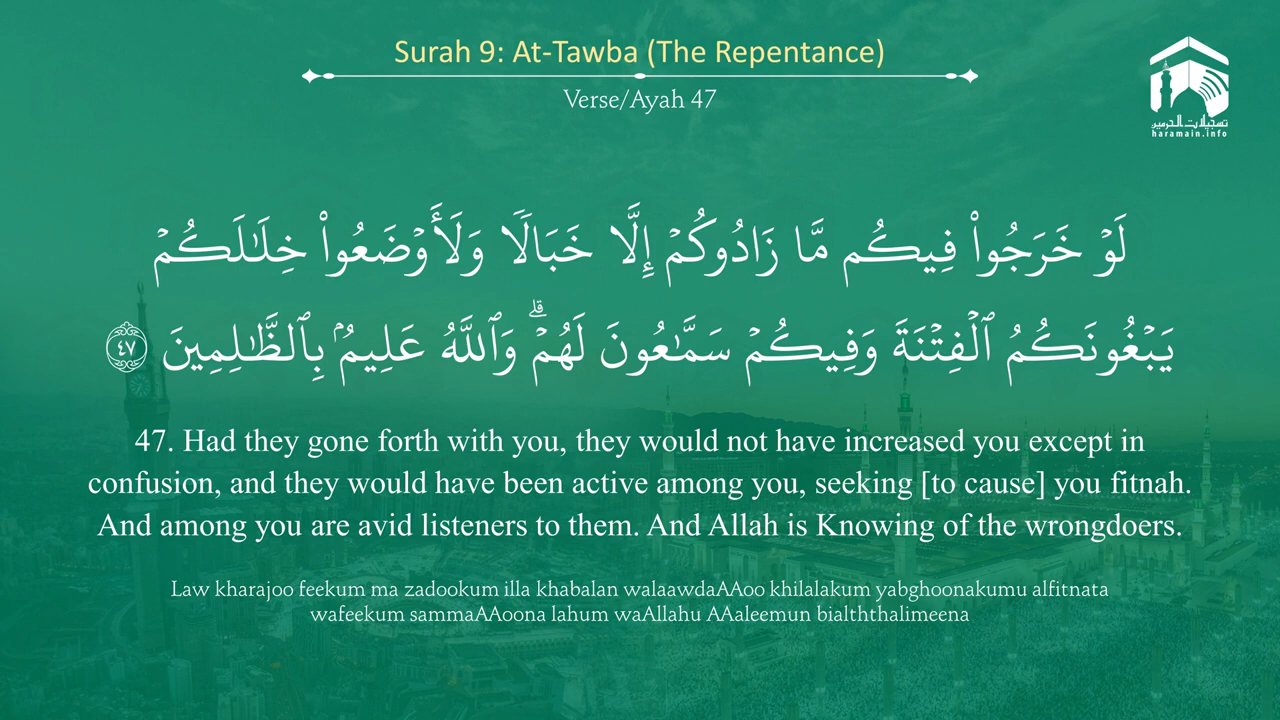 Surah 9: At-Tawba (The Repentance)
Verse/Ayah 47
تسجيلات الحرمين
haramain.info
لَوۡ خَرَجُواْ فِيكُم مَّا زَادُوكُمۡ إِلَّا خَبَالٗا وَلَأَوۡضَعُواْ خِلَٰلَكُمۡ
يَبۡغُونَكُمُ ٱلۡفِتۡنَةَ وَفِيكُمۡ سَمَّٰعُونَ لَهُمۡۗ وَٱللَّهُ عَلِيمُۢ بِٱلظَّٰلِمِينَ ٤٧
47. Had they gone forth with you, they would not have increased you except in
confusion, and they would have been active among you, seeking [to cause] you fitnah.
And among you are avid listeners to them. And Allah is Knowing of the wrongdoers.
Law kharajoo feekum ma zadookum illa khabalan walaawdaAAoo khilalakum yabghoonakumu alfitnata
wafeekum sammaAAoona lahum waAllahu AAaleemun bialththalimeena